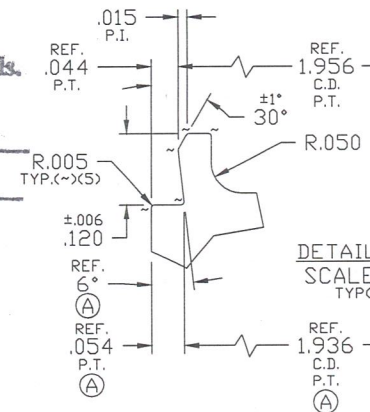 .015
P.I.
REF.
.044
P.T.
REF.
1.956
C.D.
P.T.
±1°
30°
R.050
R.005
TYP.(~)(5)
±.006
.120
REF.
6°
A
DETAIL
SCALE
REF.
.054
P.T.
A
REF.
1.936
C.D.
P.T.
A